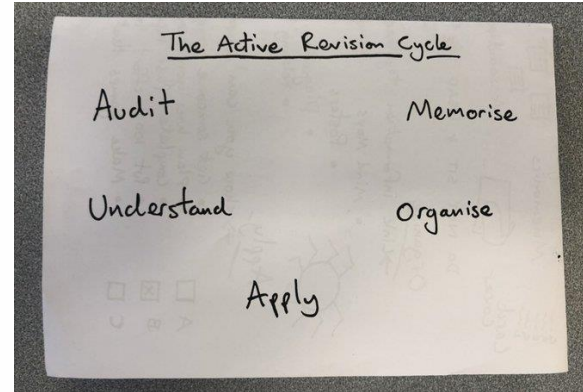 The Active Revision Cycle
Audit
Memorise
Understand
Organise
Apply